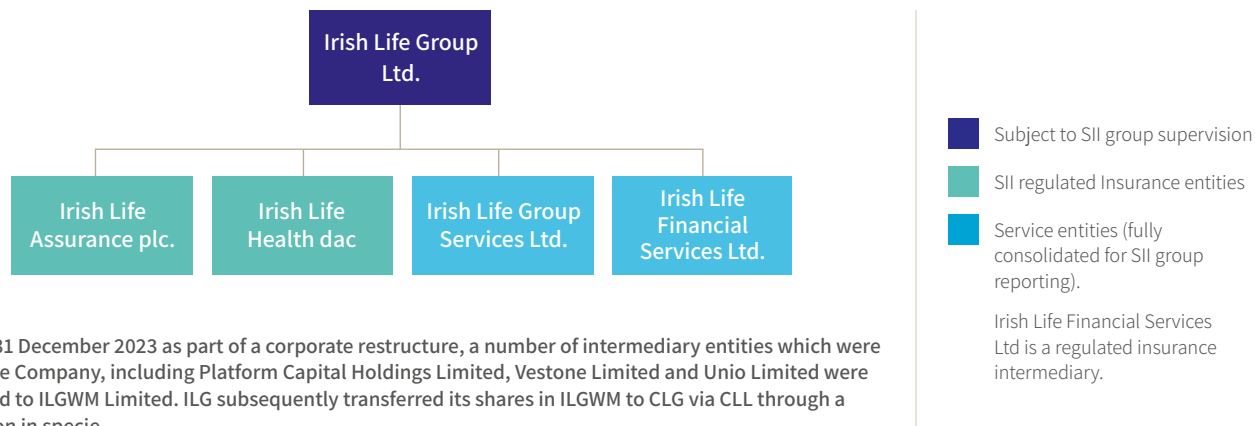 Irish Life Group
Ltd.
Irish Life
Assurance plc.
Irish Life
Health dac
Irish Life Group
Services Ltd.
Irish Life
Financial
Services Ltd.
Subject to SII group supervision
SII regulated Insurance entities
Service entities (fully
consolidated for SII group
reporting).
Irish Life Financial Services
Ltd is a regulated insurance
intermediary.
31 December 2023 as part of a corporate restructure, a number of intermediary entities which were
e Company, including Platform Capital Holdings Limited, Vestone Limited and Unio Limited were
d to ILGWM Limited. ILG subsequently transferred its shares in ILGWM to CLG via CLL through a
on in specie